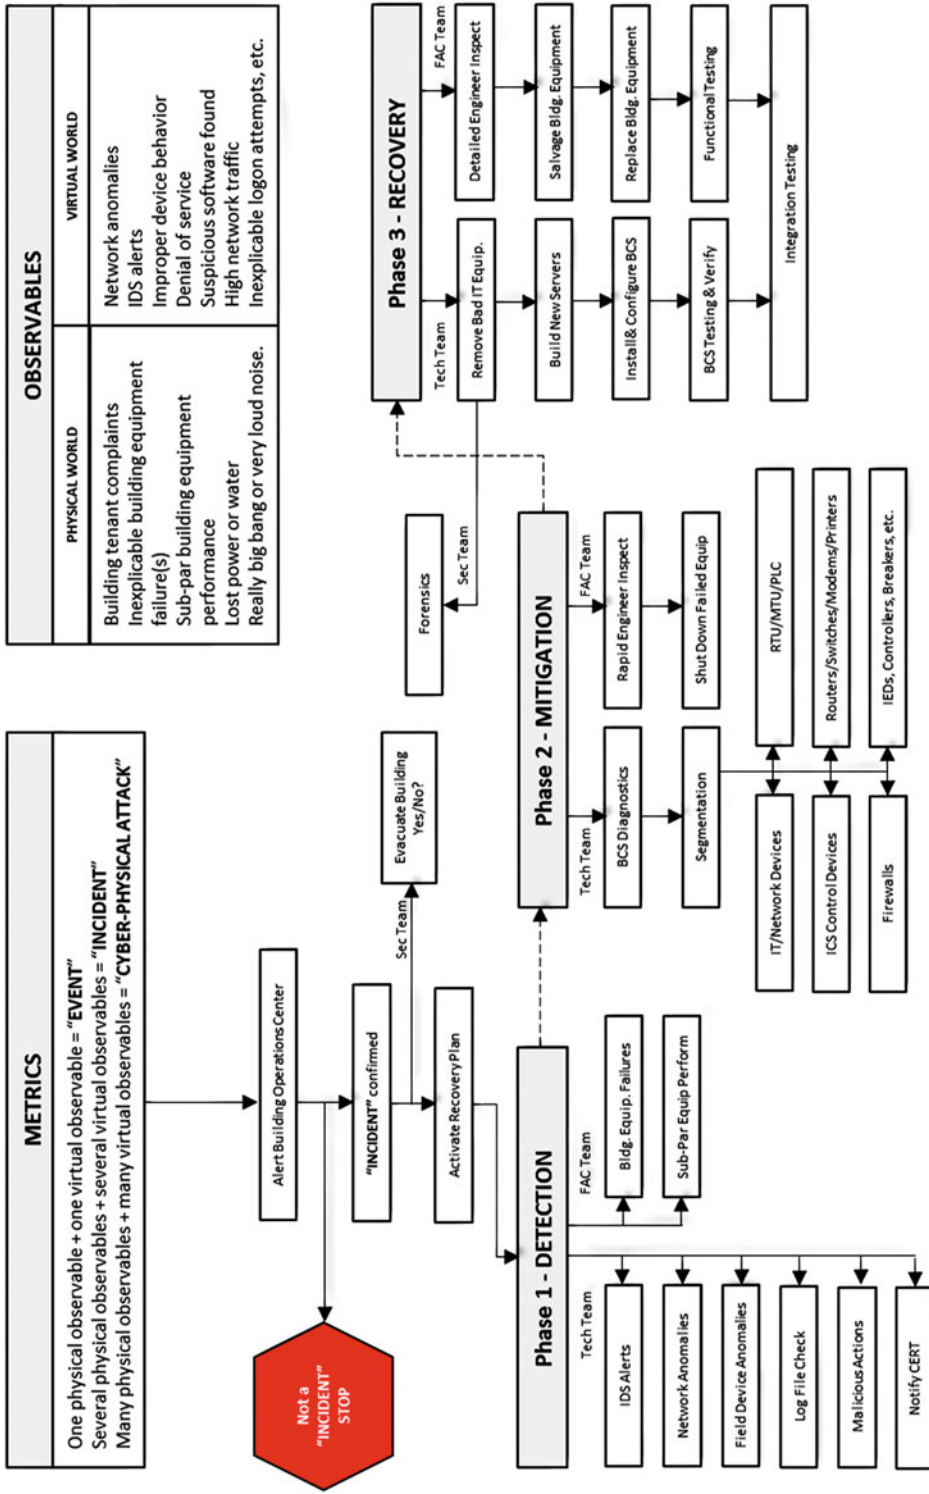 METRICS
One physical observable + one virtual observable = "EVENT"
Several physical observables + several virtual observables = "INCIDENT"
Many physical observables + many virtual observables = "CYBER-PHYSICAL ATTACK"
OBSERVABLES
PHYSICAL WORLD
VIRTUAL WORLD
Building tenant complaints
Inexplicable building equipment
failure(s)
Sub-par building equipment
performance
Lost power or water
Really big bang or very loud noise.
Network anomalies
IDS alerts
Improper device behavior
Denial of service
Suspicious software found
High network traffic
Inexplicable logon attempts, etc.
Alert Building Operations Center
Not a
"INCIDENT"
STOP
"INCIDENT" confirmed
Sec Team
Evacuate Building
Yes/No?
Activate Recovery Plan
Phase 1 - DETECTION
Tech Team
FAC Team
IDS Alerts
Network Anomalies
Field Device Anomalies
Log File Check
Malicious Actions
Notify CERT
Bldg. Equip. Failures
Sub-Par Equip Perform
Phase 2 - MITIGATION
Tech Team
FAC Team
BCS Diagnostics
Segmentation
Rapid Engineer Inspect
Shut Down Failed Equip
IT/Network Devices
RTU/MTU/PLC
ICS Control Devices
Routers/Switches/Modems/Printers
Firewalls
IEDs, Controllers, Breakers, etc.
Phase 3 - RECOVERY
Tech Team
FAC Team
Remove Bad IT Equip.
Sec Team
Forensics
Build New Servers
Install & Configure BCS
BCS Testing & Verify
Detailed Engineer Inspect
Salvage Bldg. Equipment
Replace Bldg. Equipment
Functional Testing
Integration Testing